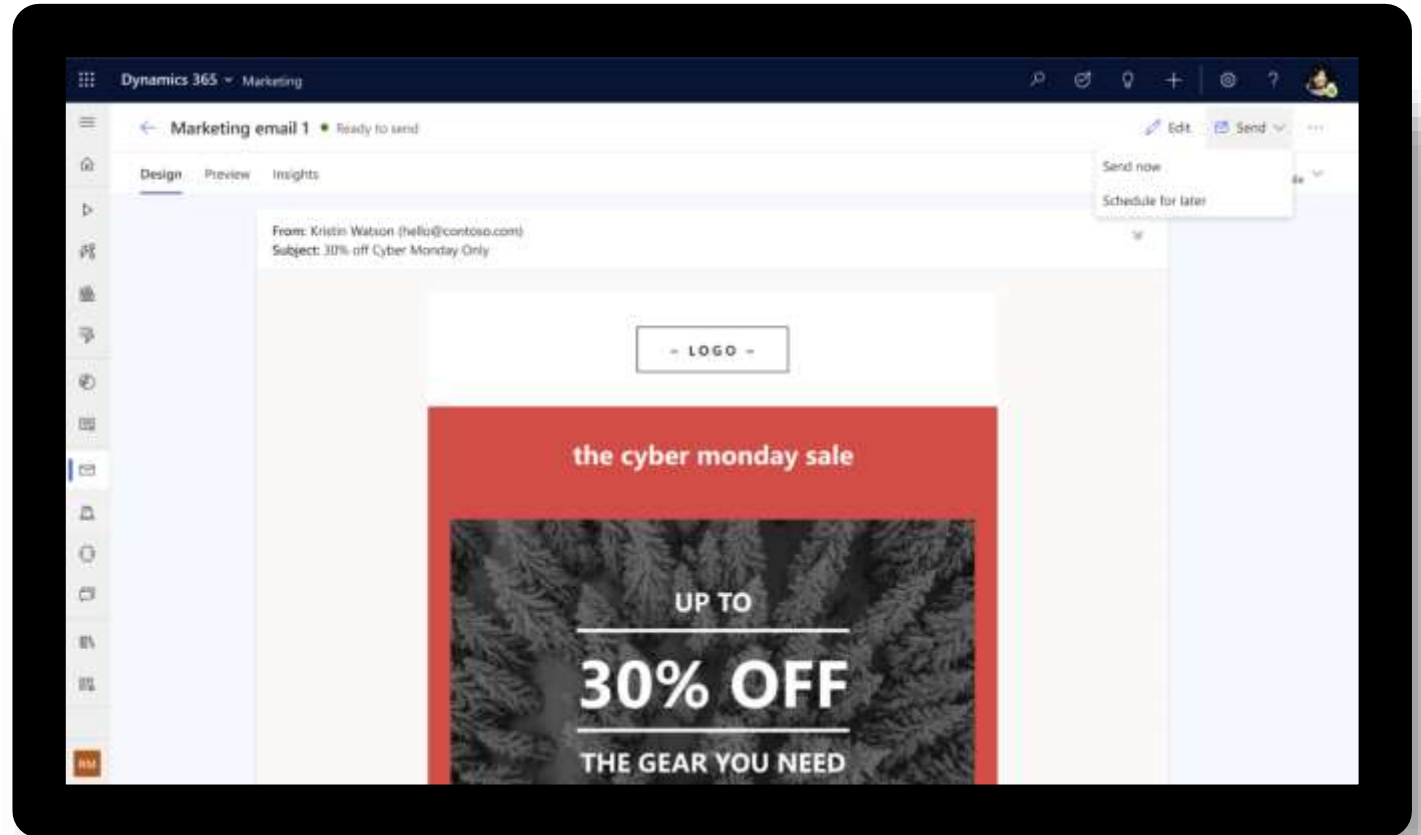 Dynamics 365 Marketing
Marketing email 1 • Ready to send
Edit Send
Design Preview Insights
Send now
Schedule for later
From: Kristin Watson (hello@contoso.com)
Subject: 30% off Cyber Monday Only
- LOGO -
the cyber monday sale
UP TO
30% OFF
THE GEAR YOU NEED
RM